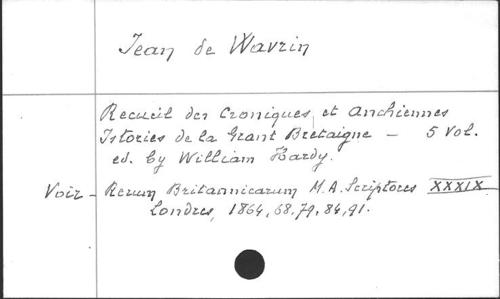 Jean de Wavrin
Recueil des Croniques et Anchiennes
Istories de la Grant Bretaigne — 5 Vol.
ed. by William Hardy.
Voir - Rerum Britannicarum M.A. Scriptores XXXIX
Londres, 1864, 68, 79, 84, 91.